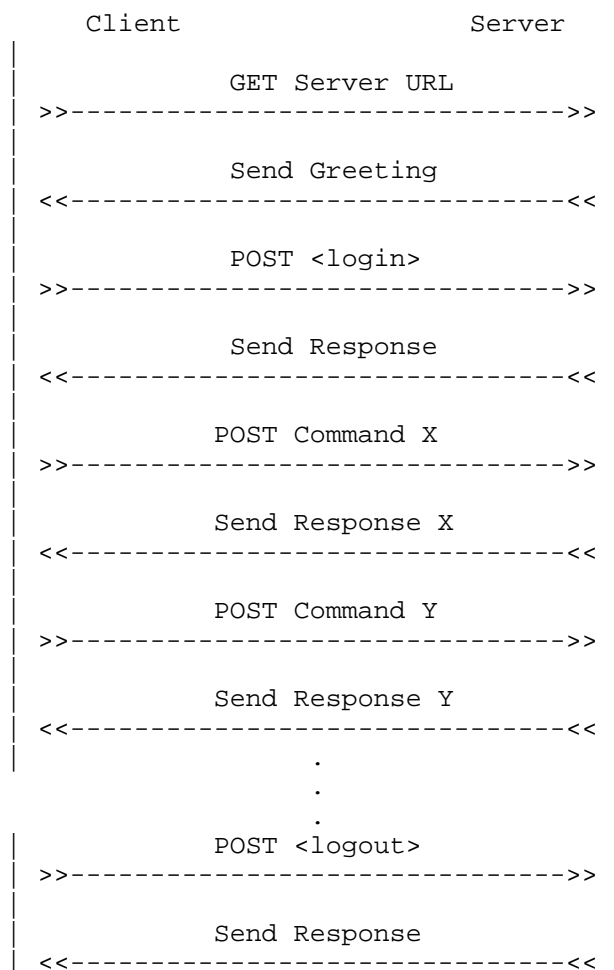 Client Server
GET Server URL
>>------------------------------->>
Send Greeting
<<-------------------------------<<
POST <login>
>>------------------------------->>
Send Response
<<-------------------------------<<
POST Command X
>>------------------------------->>
Send Response X
<<-------------------------------<<
POST Command Y
>>------------------------------->>
Send Response Y
<<-------------------------------<<
.
.
.
POST <logout>
>>------------------------------->>
Send Response
<<-------------------------------<<